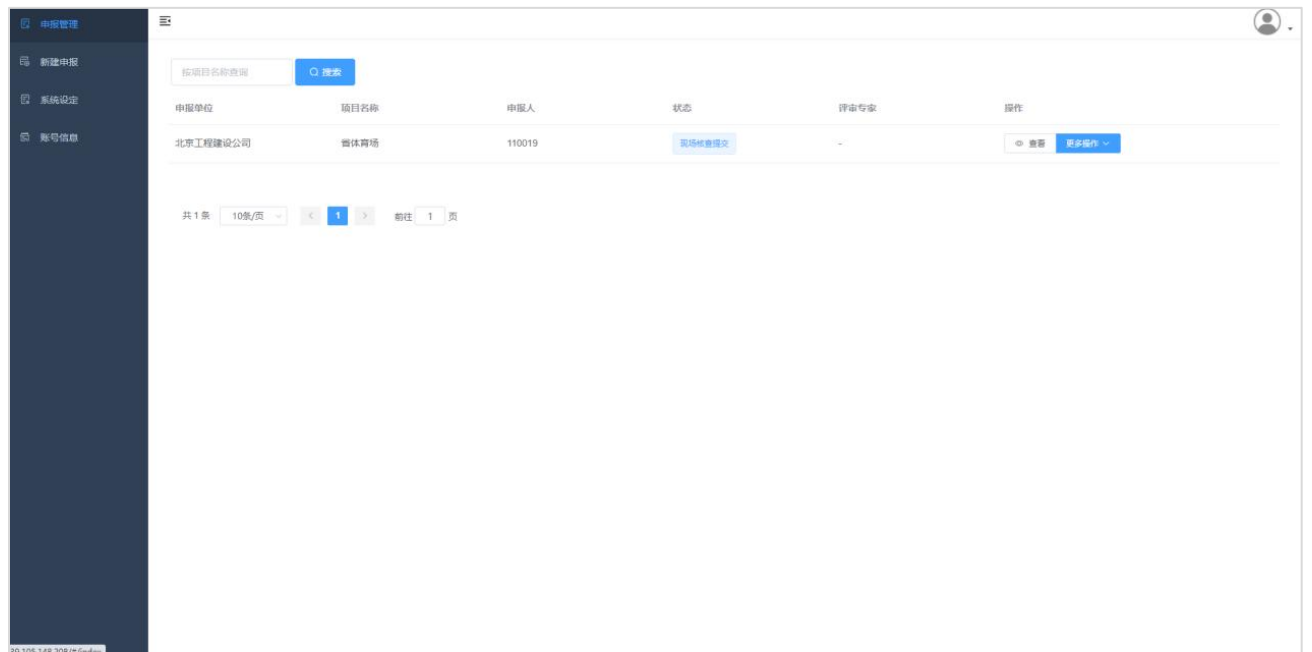 申报管理
新建申报
系统设定
账号信息
按项目名称查询 搜索
申报单位 项目名称 申报人 状态 评审专家 操作
北京工程建设公司 省体育场 110019 现场核查提交 - 查看 更多操作
共 1 条 10条/页 1 前往 1 页